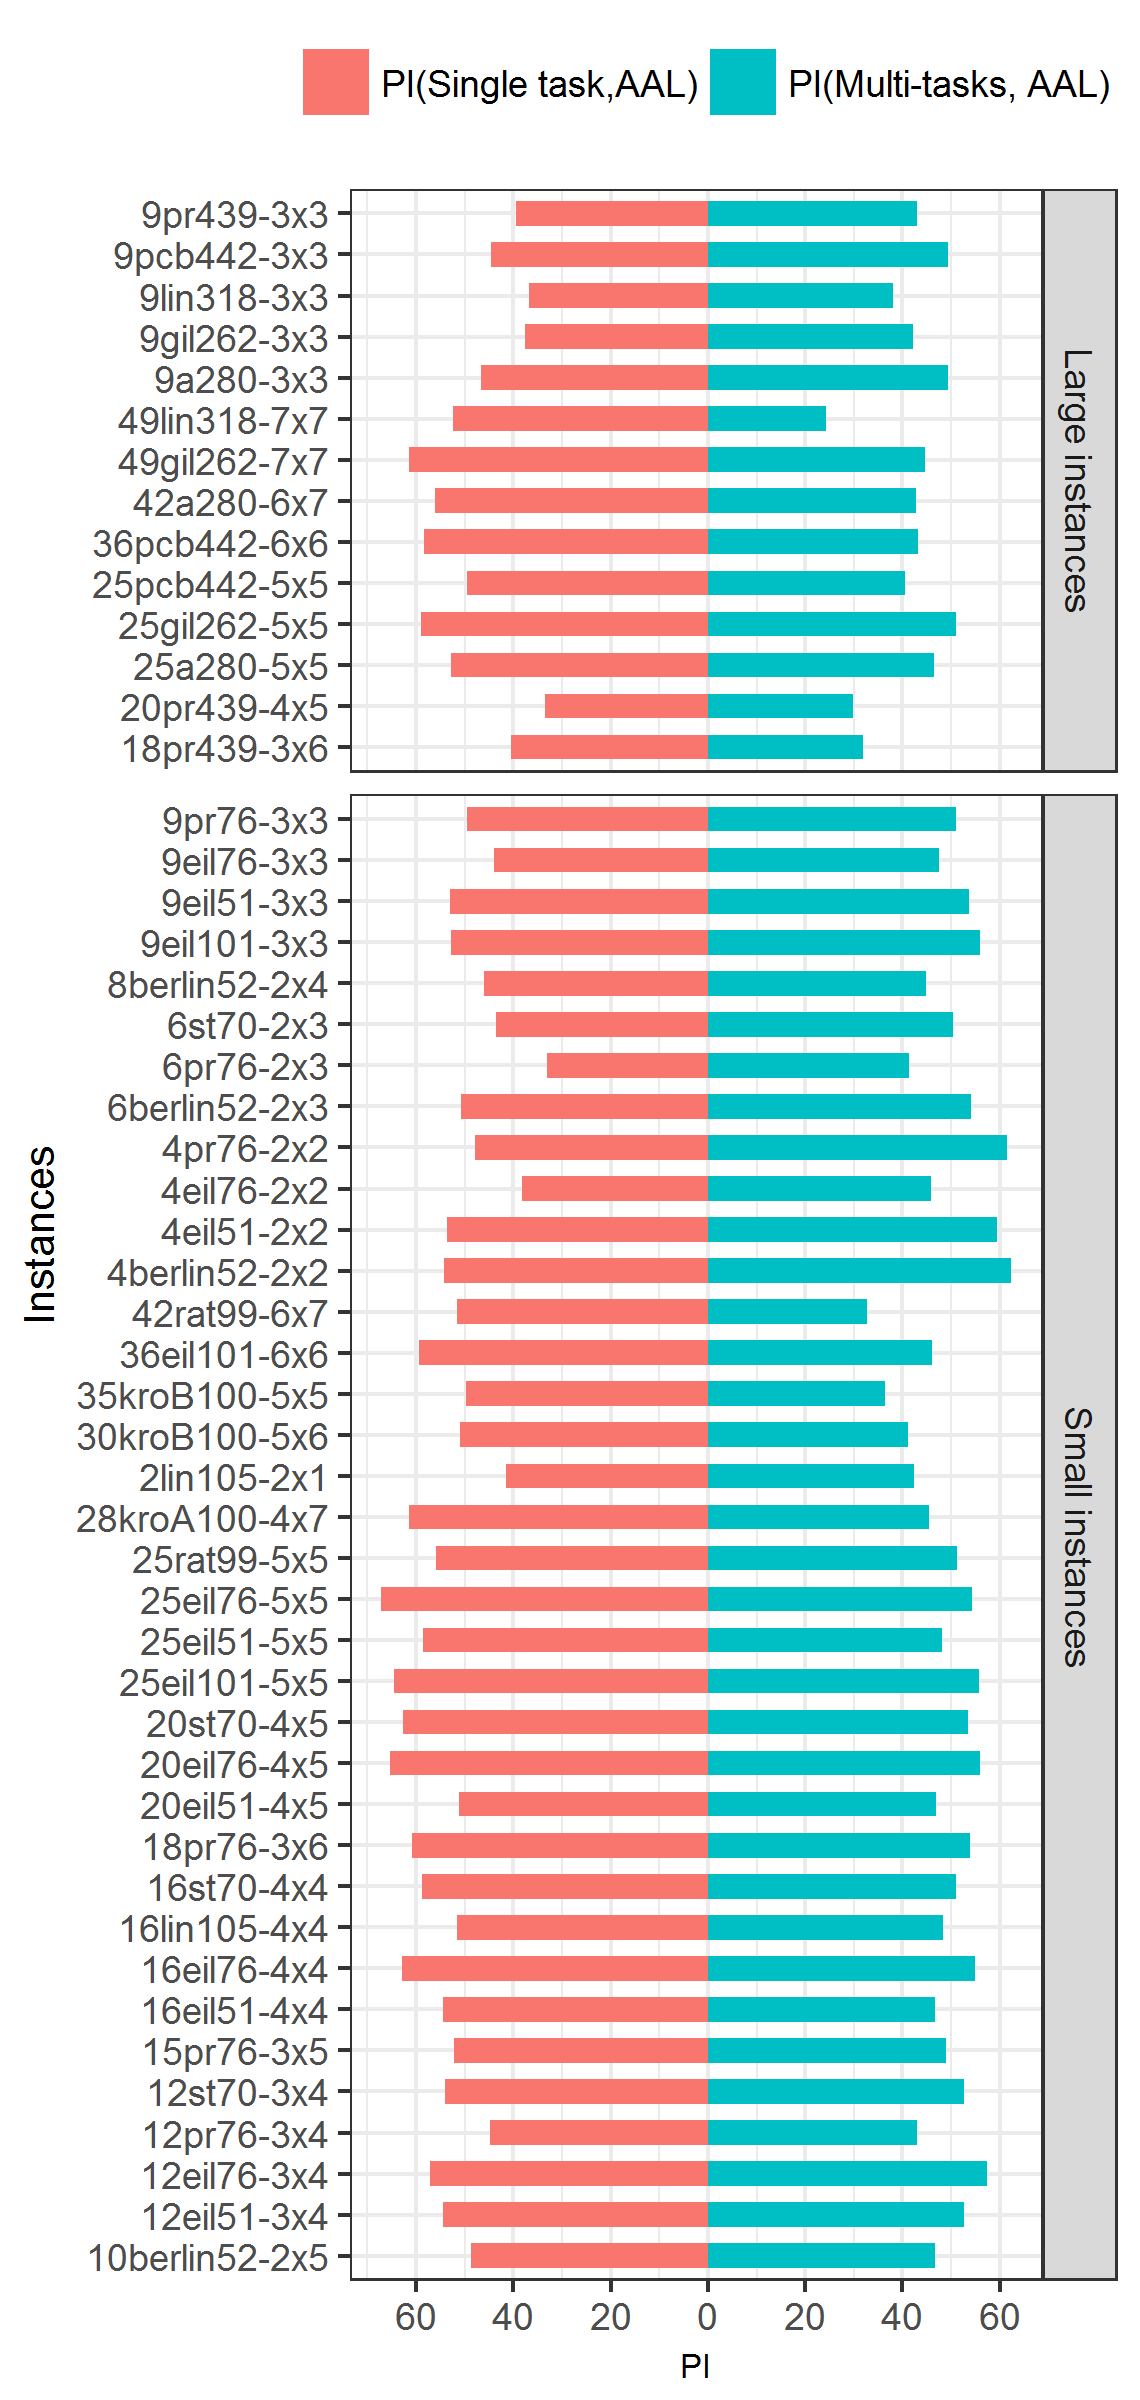 PI(Single task,AAL) PI(Multi-tasks, AAL)
9pr439-3x3
9pcb442-3x3
9lin318-3x3
9gil262-3x3
9a280-3x3
49lin318-7x7
49gil262-7x7
42a280-6x7
36pcb442-6x6
25pcb442-5x5
25gil262-5x5
25a280-5x5
20pr439-4x5
18pr439-3x6
Large instances
9pr76-3x3
9eil76-3x3
9eil51-3x3
9eil101-3x3
8berlin52-2x4
6st70-2x3
6pr76-2x3
6berlin52-2x3
4pr76-2x2
4eil76-2x2
4eil51-2x2
4berlin52-2x2
42rat99-6x7
36eil101-6x6
35kroB100-5x5
30kroB100-5x6
2lin105-2x1
28kroA100-4x7
25rat99-5x5
25eil76-5x5
25eil51-5x5
25eil101-5x5
20st70-4x5
20eil76-4x5
20eil51-4x5
18pr76-3x6
16st70-4x4
16lin105-4x4
16eil76-4x4
16eil51-4x4
15pr76-3x5
12st70-3x4
12pr76-3x4
12eil76-3x4
12eil51-3x4
10berlin52-2x5
Small instances
Instances
60 40 20 0 20 40 60
PI